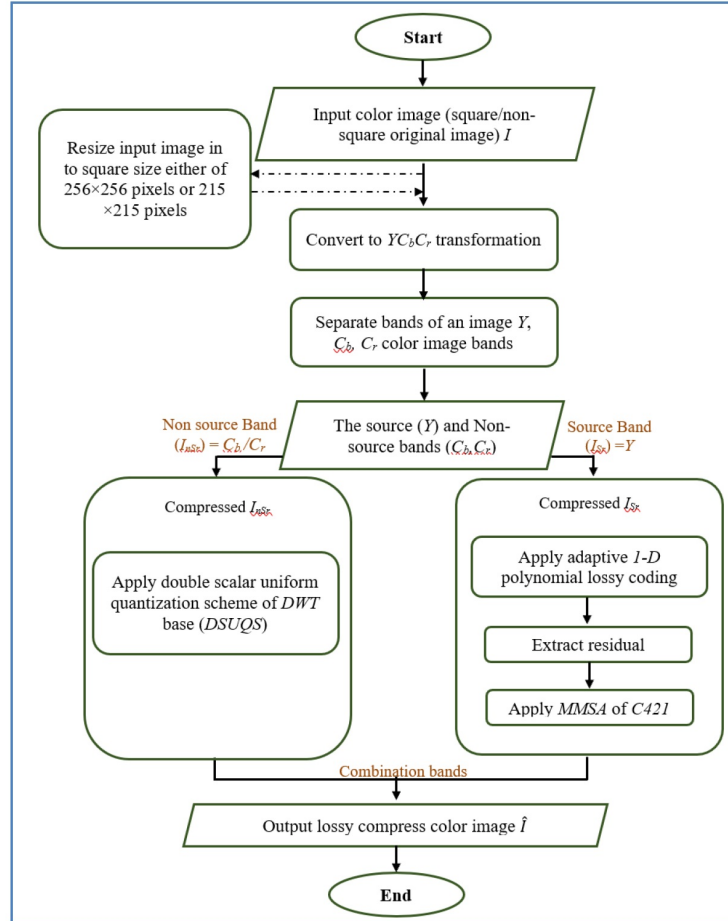 Start
Input color image (square/non-
square original image) I
Resize input image in
to square size either of
256×256 pixels or 215
×215 pixels
Convert to YCbCr transformation
Separate bands of an image Y,
Cb, Cr color image bands
The source (Y) and Non-
source bands (Cb,Cr)
Non source Band
(InSr) = Cb/Cr
Source Band
(ISr) =Y
Compressed InSr
Apply double scalar uniform
quantization scheme of DWT
base (DSUQS)
Compressed ISr
Apply adaptive 1-D
polynomial lossy coding
Extract residual
Apply MMSA of C421
Combination bands
Output lossy compress color image Î
End